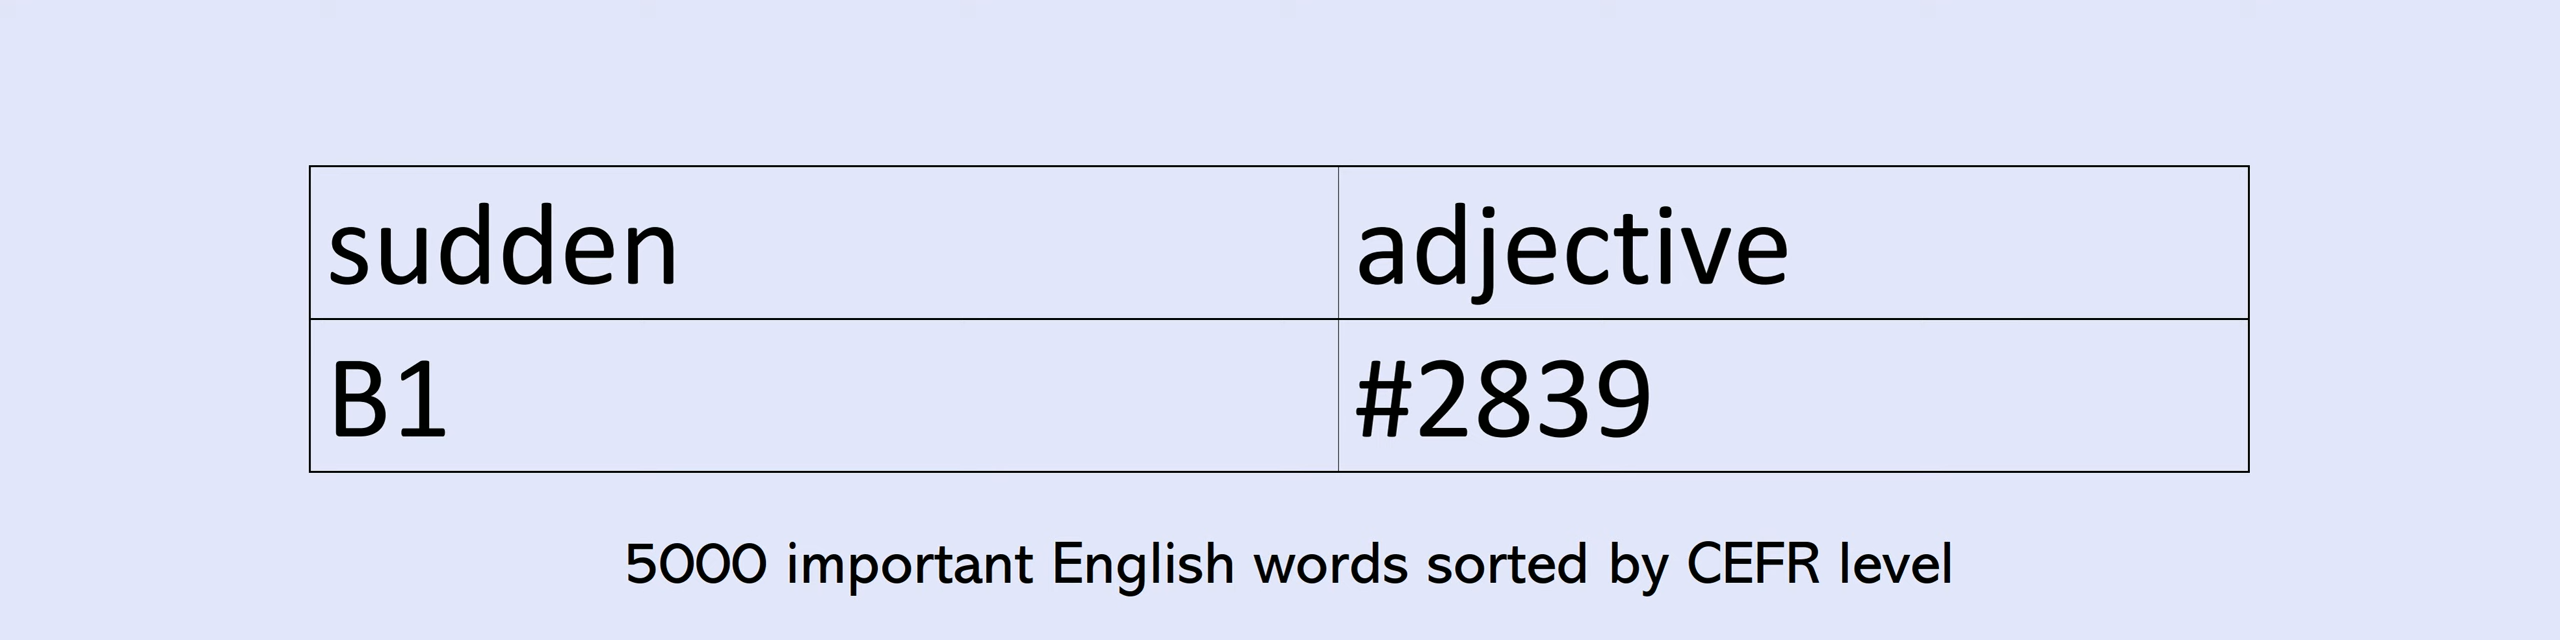 sudden adjective
B1 #2839
5000 important English words sorted by CEFR level